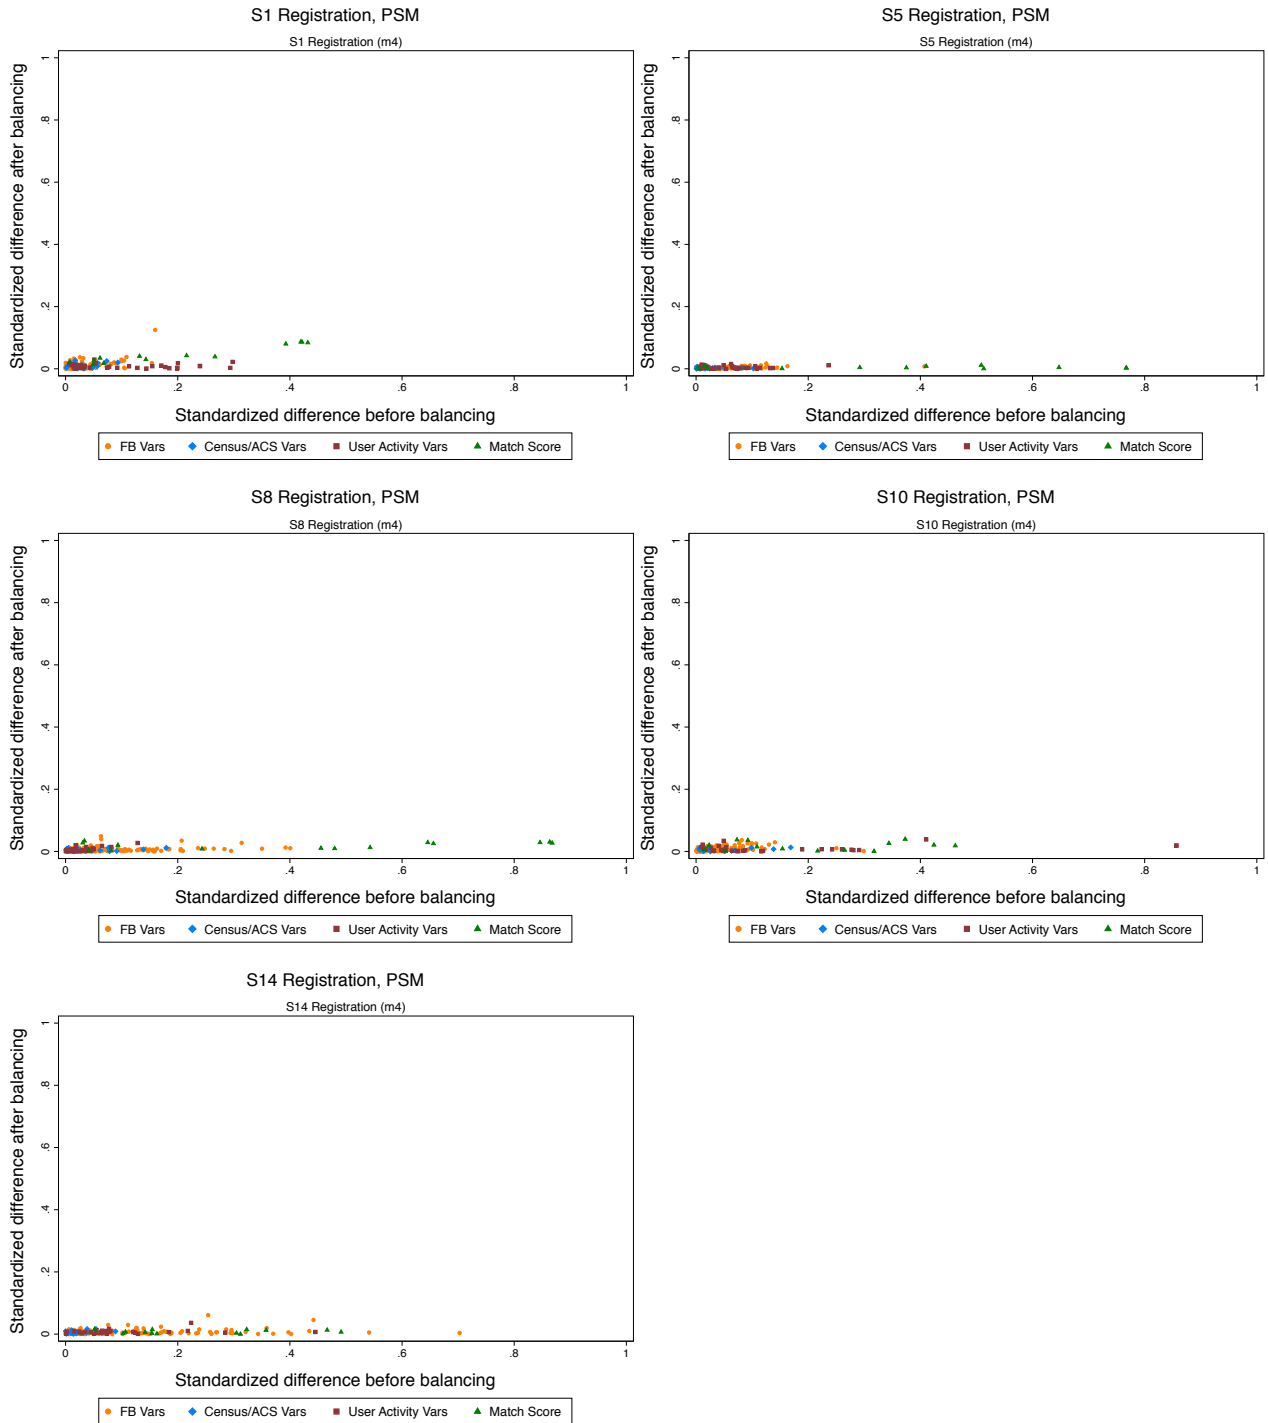 S1 Registration, PSM
S1 Registration (m4)
Standardized difference after balancing
0 .2 .4 .6 .8 1
0 .2 .4 .6 .8 1
Standardized difference before balancing
FB Vars Census/ACS Vars User Activity Vars Match Score
S5 Registration, PSM
S5 Registration (m4)
Standardized difference after balancing
0 .2 .4 .6 .8 1
0 .2 .4 .6 .8 1
Standardized difference before balancing
FB Vars Census/ACS Vars User Activity Vars Match Score
S8 Registration, PSM
S8 Registration (m4)
Standardized difference after balancing
0 .2 .4 .6 .8 1
0 .2 .4 .6 .8 1
Standardized difference before balancing
FB Vars Census/ACS Vars User Activity Vars Match Score
S10 Registration, PSM
S10 Registration (m4)
Standardized difference after balancing
0 .2 .4 .6 .8 1
0 .2 .4 .6 .8 1
Standardized difference before balancing
FB Vars Census/ACS Vars User Activity Vars Match Score
S14 Registration, PSM
S14 Registration (m4)
Standardized difference after balancing
0 .2 .4 .6 .8 1
0 .2 .4 .6 .8 1
Standardized difference before balancing
FB Vars Census/ACS Vars User Activity Vars Match Score